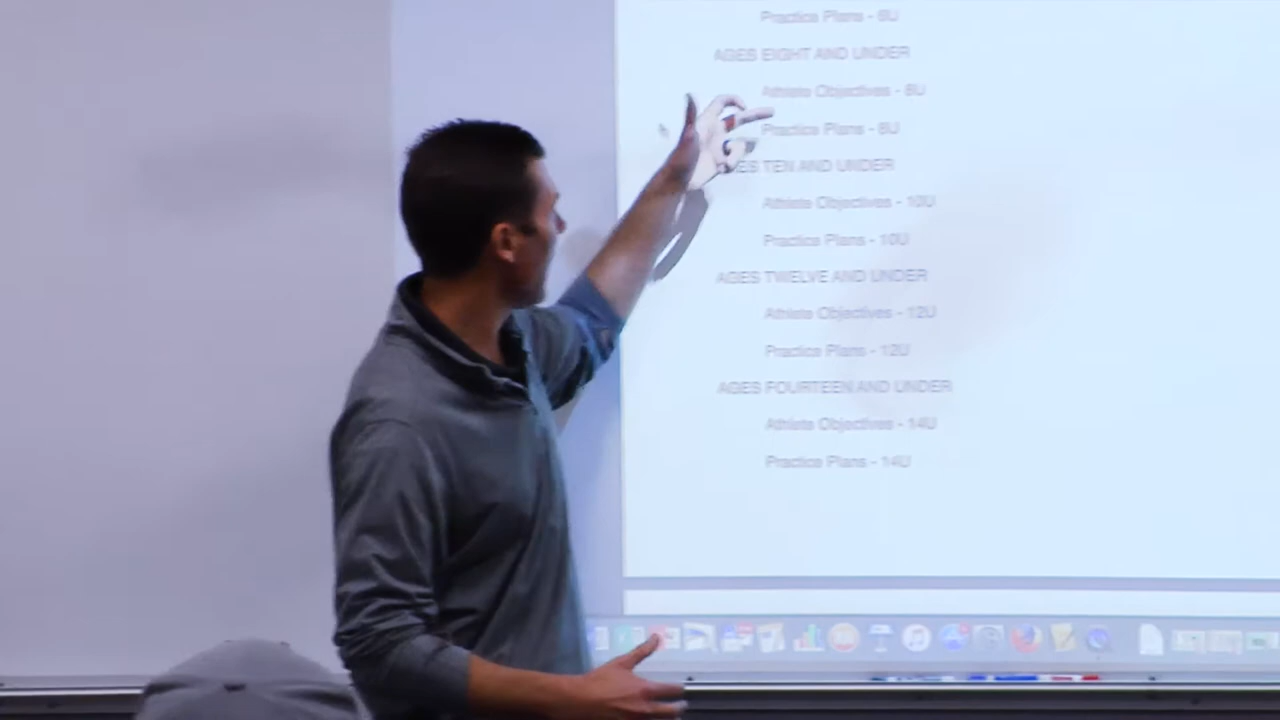 Practice Plans - 6U
AGES EIGHT AND UNDER
Athlete Objectives - 8U
Practice Plans - 8U
TEN AND UNDER
Athlete Objectives - 10U
Practice Plans - 10U
AGES TWELVE AND UNDER
Athlete Objectives - 12U
Practice Plans - 12U
AGES FOURTEEN AND UNDER
Athlete Objectives - 14U
Practice Plans - 14U